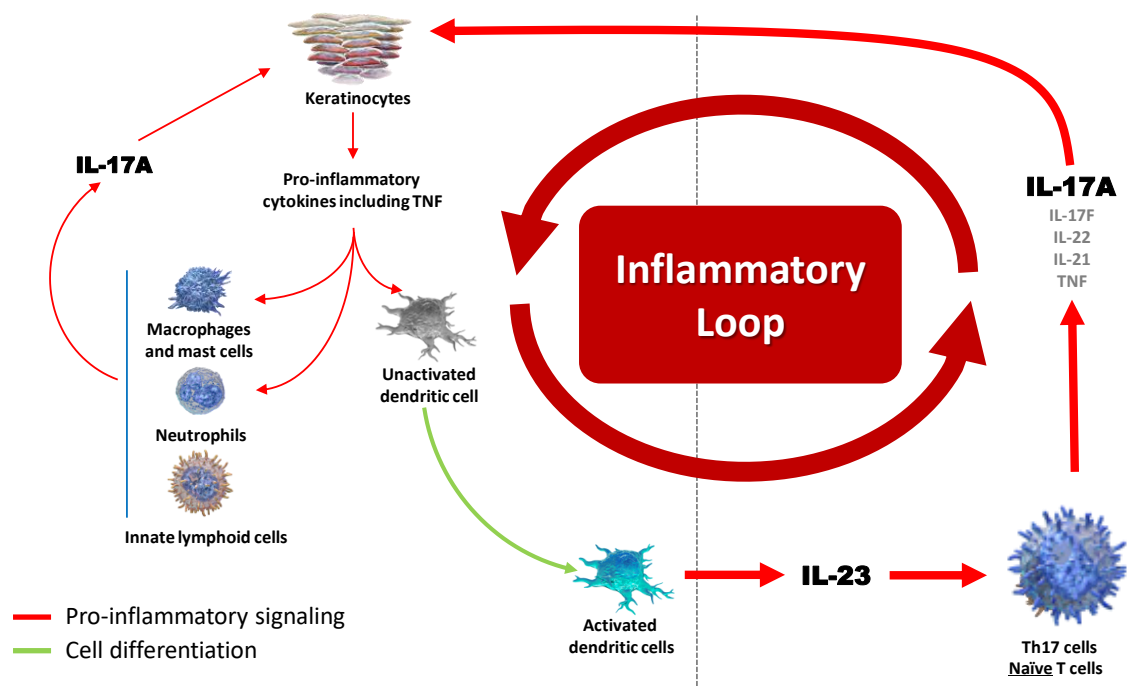 Keratinocytes
IL-17A
Pro-inflammatory
cytokines including TNF
IL-17A
IL-17F
IL-22
IL-21
TNF
Inflammatory
Loop
Macrophages
and mast cells
Unactivated
dendritic cell
Neutrophils
Innate lymphoid cells
IL-23
Activated
dendritic cells
Th17 cells
Naïve T cells
Pro-inflammatory signaling
Cell differentiation